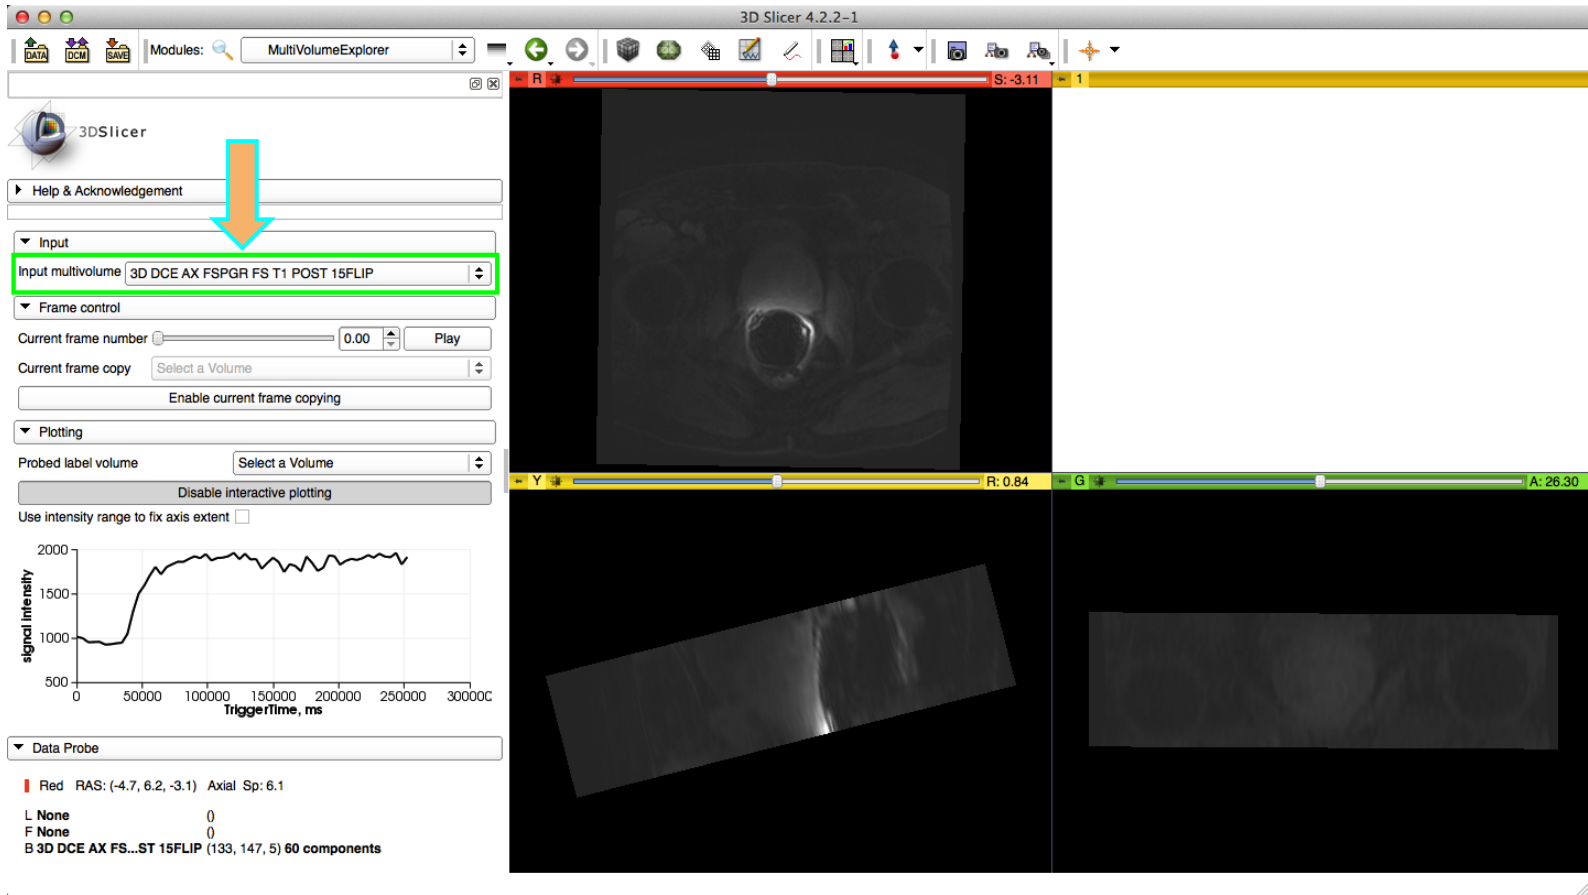 3D Slicer 4.2.2-1
DATA DCM SAVE Modules: MultiVolumeExplorer
R S: -3.11 1
3DSlicer
Help & Acknowledgement
Input
Input multivolume 3D DCE AX FSPGR FS T1 POST 15FLIP
Frame control
Current frame number 0.00 Play
Current frame copy Select a Volume
Enable current frame copying
Plotting
Probed label volume Select a Volume
Disable interactive plotting
Use intensity range to fix axis extent
Y R: 0.84 G A: 26.30
2000
1500
1000
500
signal intensity
0 50000 100000 150000 200000 250000 30000C
TriggerTime, ms
Data Probe
Red RAS: (-4.7, 6.2, -3.1) Axial Sp: 6.1
L None ()
F None ()
B 3D DCE AX FS...ST 15FLIP (133, 147, 5) 60 components